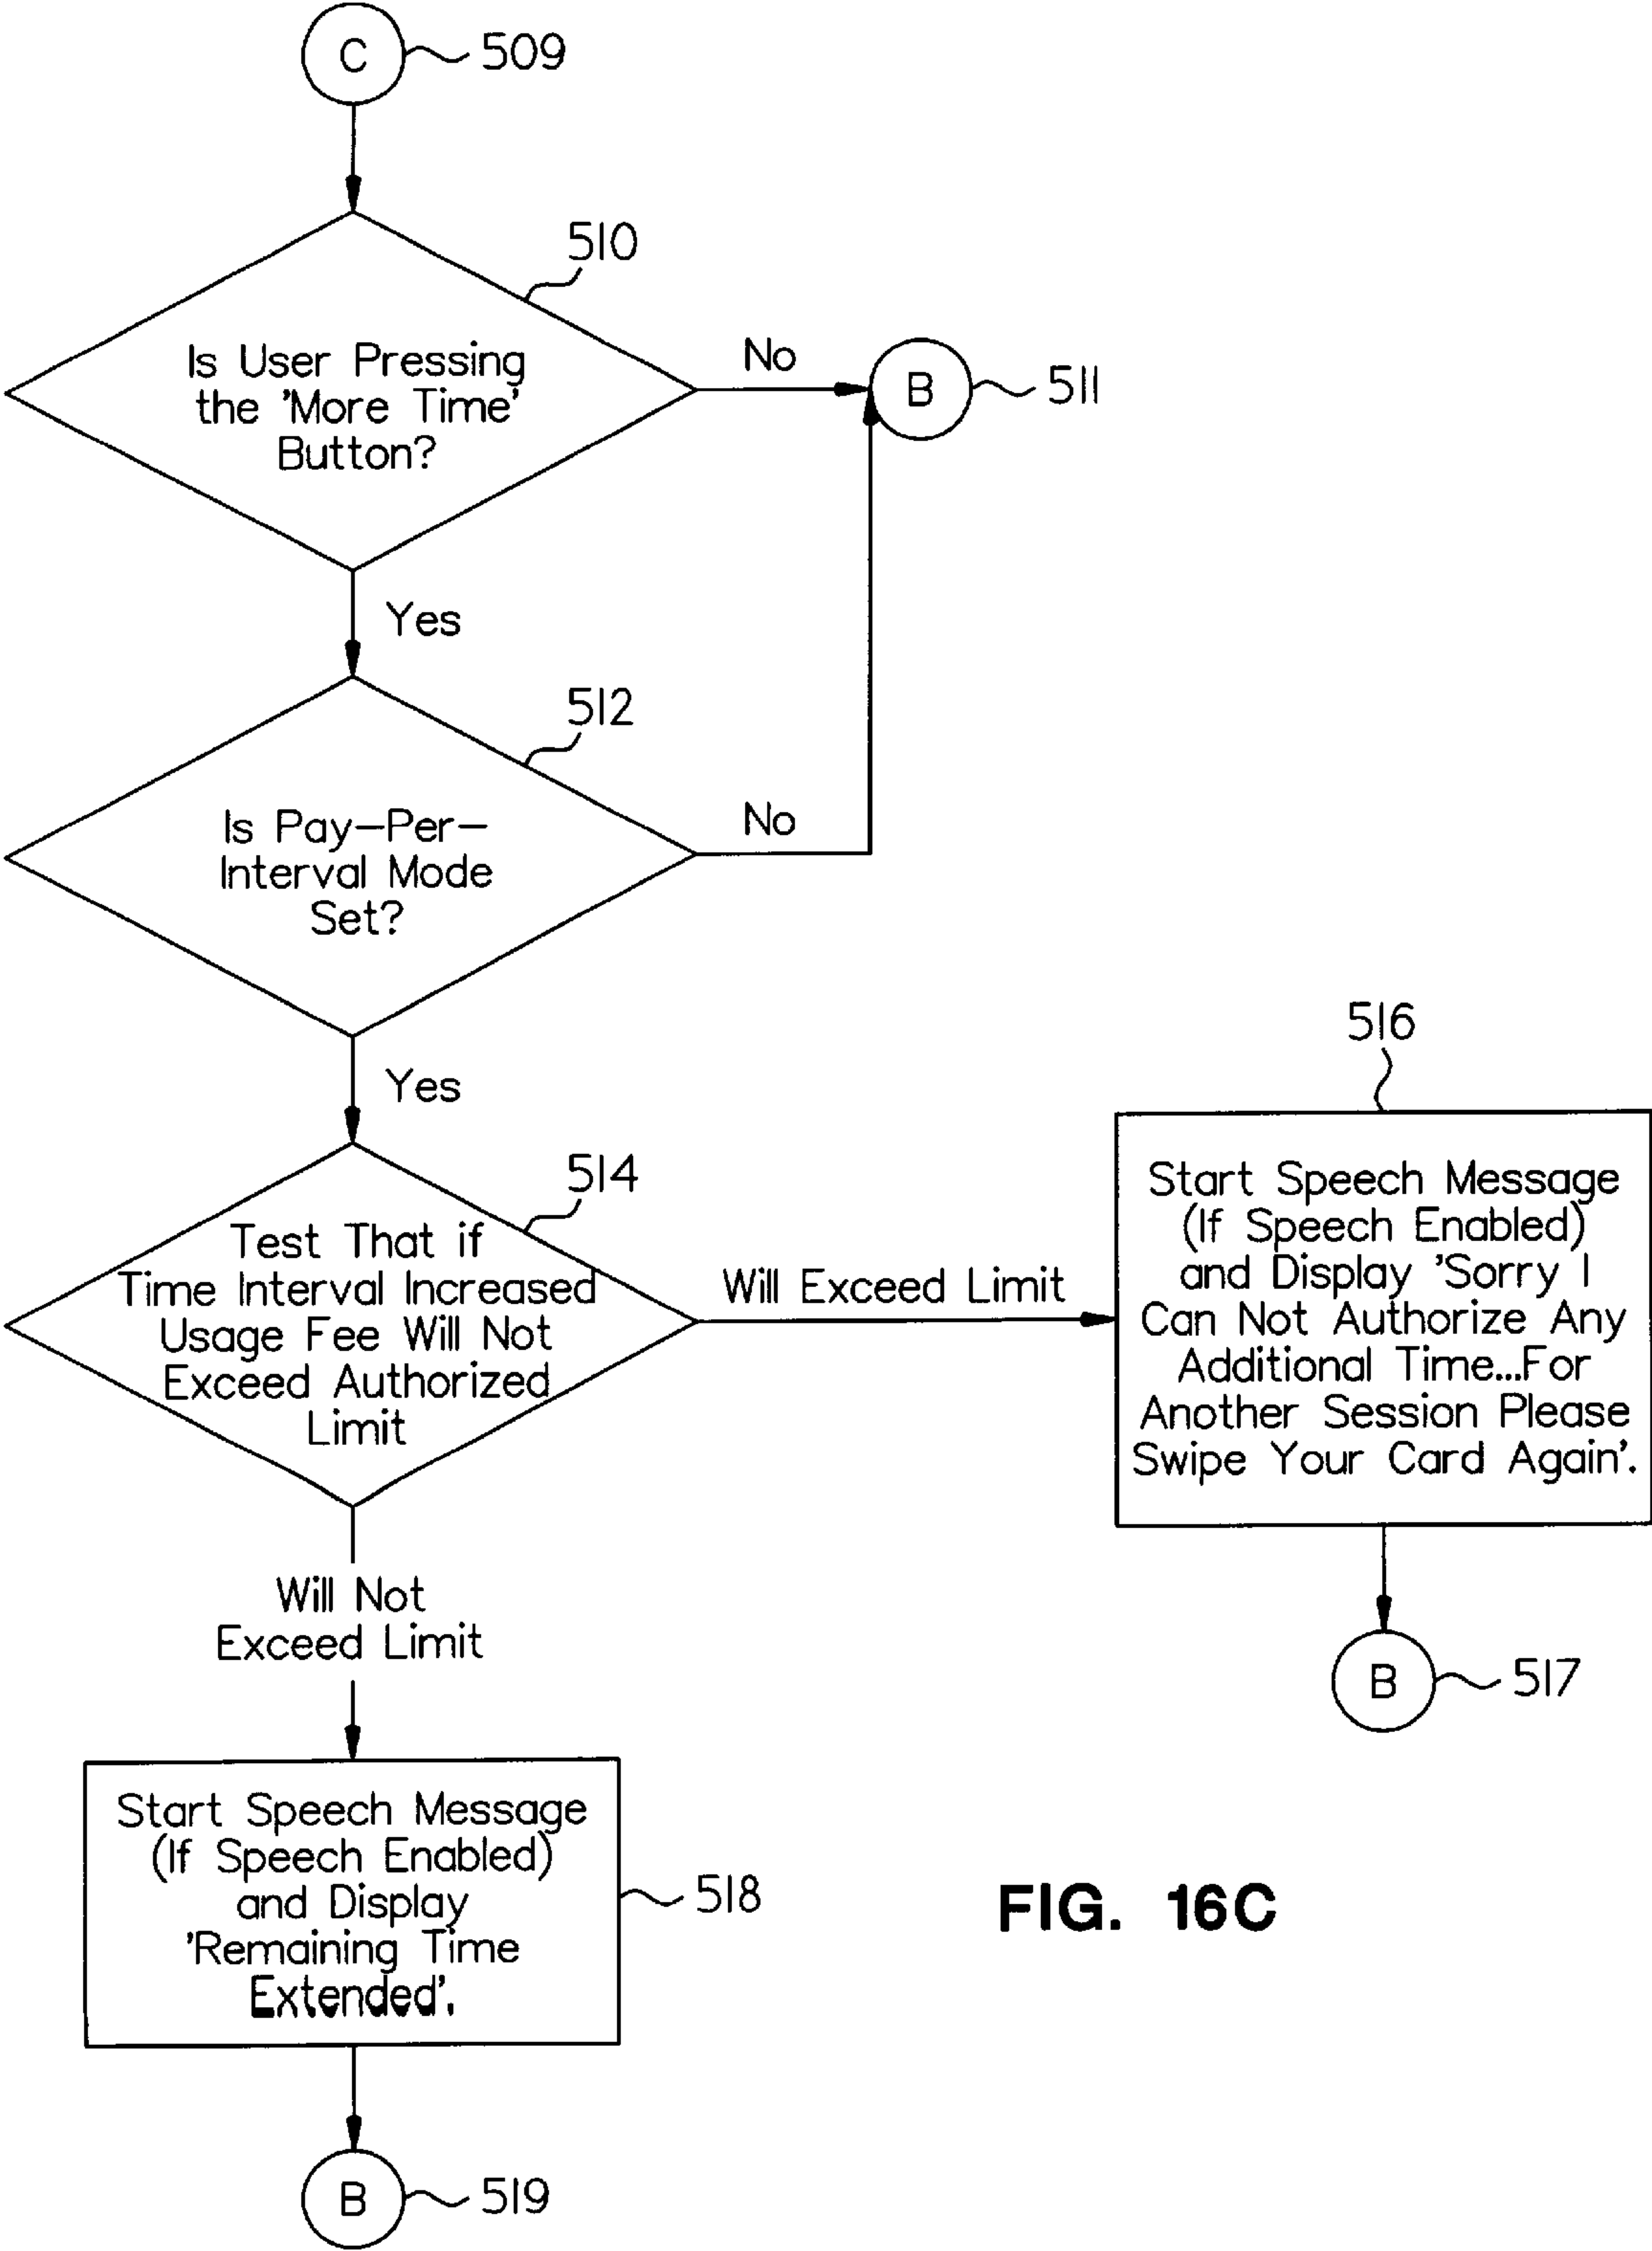 C
509
510
Is User Pressing
the 'More Time'
Button?
No
B
511
Yes
512
Is Pay-Per-
Interval Mode
Set?
No
Yes
514
Test That if
Time Interval Increased
Usage Fee Will Not
Exceed Authorized
Limit
Will Exceed Limit
516
Start Speech Message
(If Speech Enabled)
and Display 'Sorry I
Can Not Authorize Any
Additional Time...For
Another Session Please
Swipe Your Card Again'.
B
517
Will Not
Exceed Limit
Start Speech Message
(If Speech Enabled)
and Display
'Remaining Time
Extended'.
518
B
519
FIG. 16C